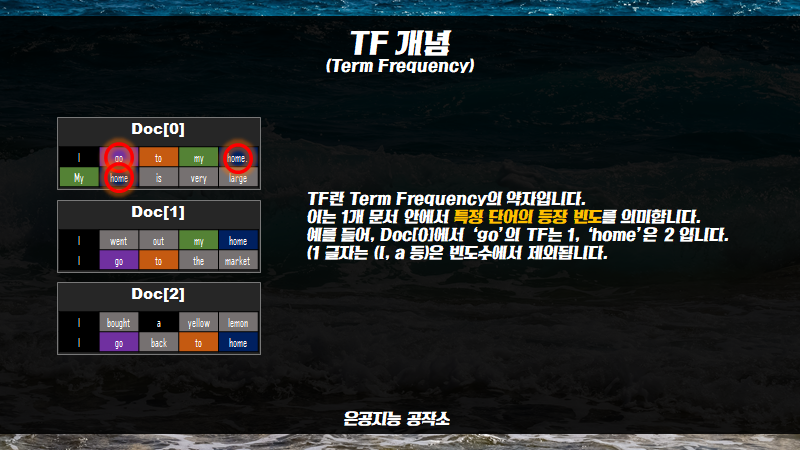 TF 개념
(Term Frequency)
Doc[0]
I go to my home.
My home is very large
Doc[1]
I went out my home
I go to the market
Doc[2]
I bought a yellow lemon
I go back to home
TF란 Term Frequency의 약자입니다.
이는 1개 문서 안에서 특정 단어의 등장 빈도를 의미합니다.
예를 들어, Doc[0]에서 ‘go’의 TF는 1, ‘home’은 2 입니다.
(1 글자는 (I, a 등)은 빈도수에서 제외됩니다.
은공지능 공작소